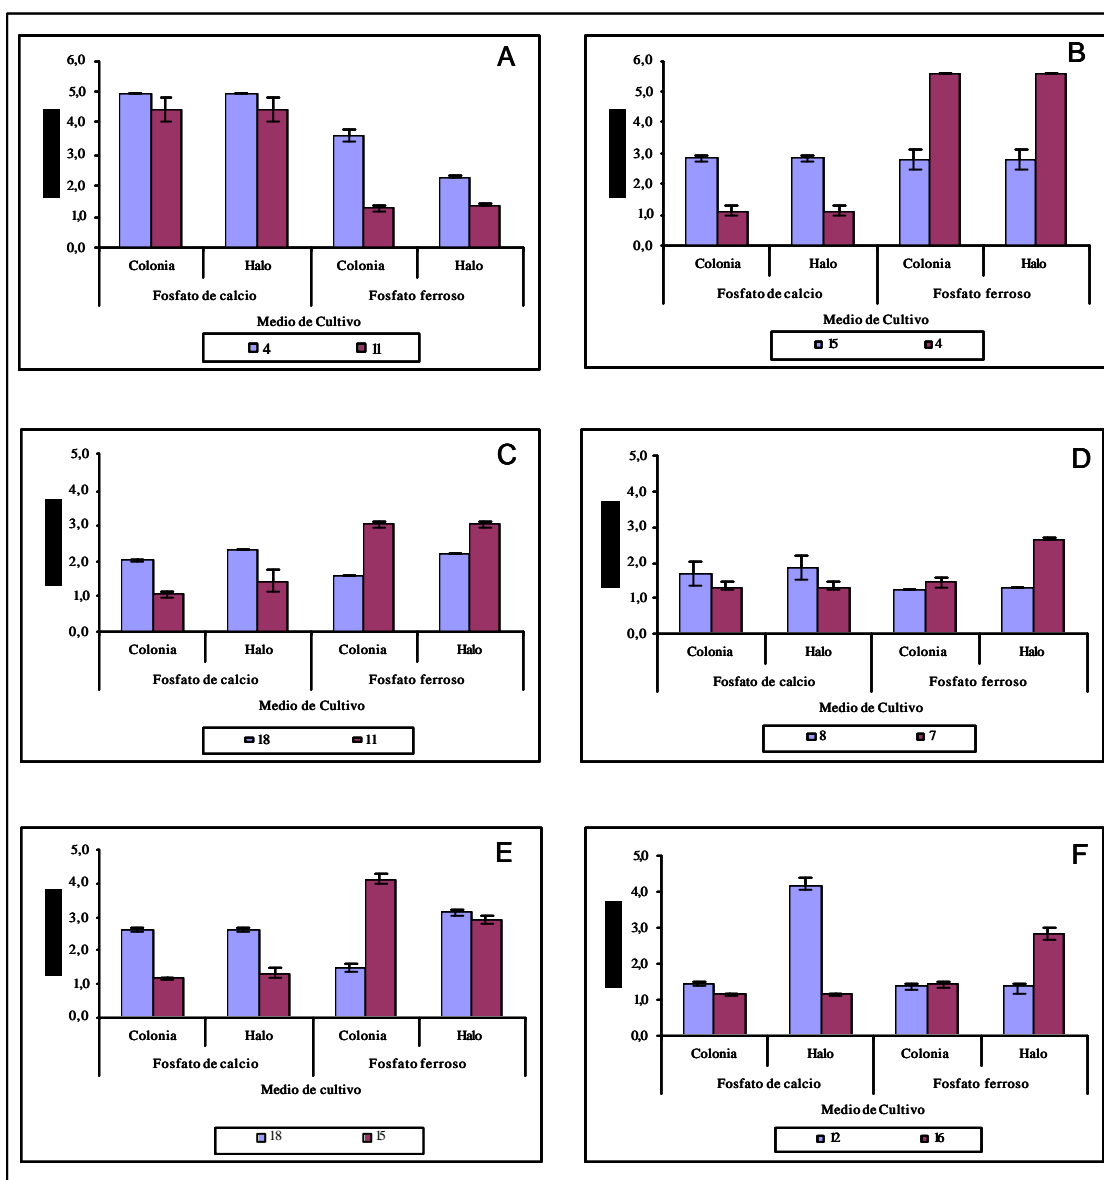 A
6,0
5,0
4,0
3,0
2,0
1,0
0,0
Colonia Halo Colonia Halo
Fosfato de calcio Fosfato ferroso
Medio de Cultivo
4 11
B
6,0
5,0
4,0
3,0
2,0
1,0
0,0
Colonia Halo Colonia Halo
Fosfato de calcio Fosfato ferroso
Medio de Cultivo
15 4
C
5,0
4,0
3,0
2,0
1,0
0,0
Colonia Halo Colonia Halo
Fosfato de calcio Fosfato ferroso
Medio de Cultivo
18 11
D
5,0
4,0
3,0
2,0
1,0
0,0
Colonia Halo Colonia Halo
Fosfato de calcio Fosfato ferroso
Medio de Cultivo
8 7
E
5,0
4,0
3,0
2,0
1,0
0,0
Colonia Halo Colonia Halo
Fosfato de calcio Fosfato ferroso
Medio de cultivo
18 15
F
5,0
4,0
3,0
2,0
1,0
0,0
Colonia Halo Colonia Halo
Fosfato de calcio Fosfato ferroso
Medio de Cultivo
12 16